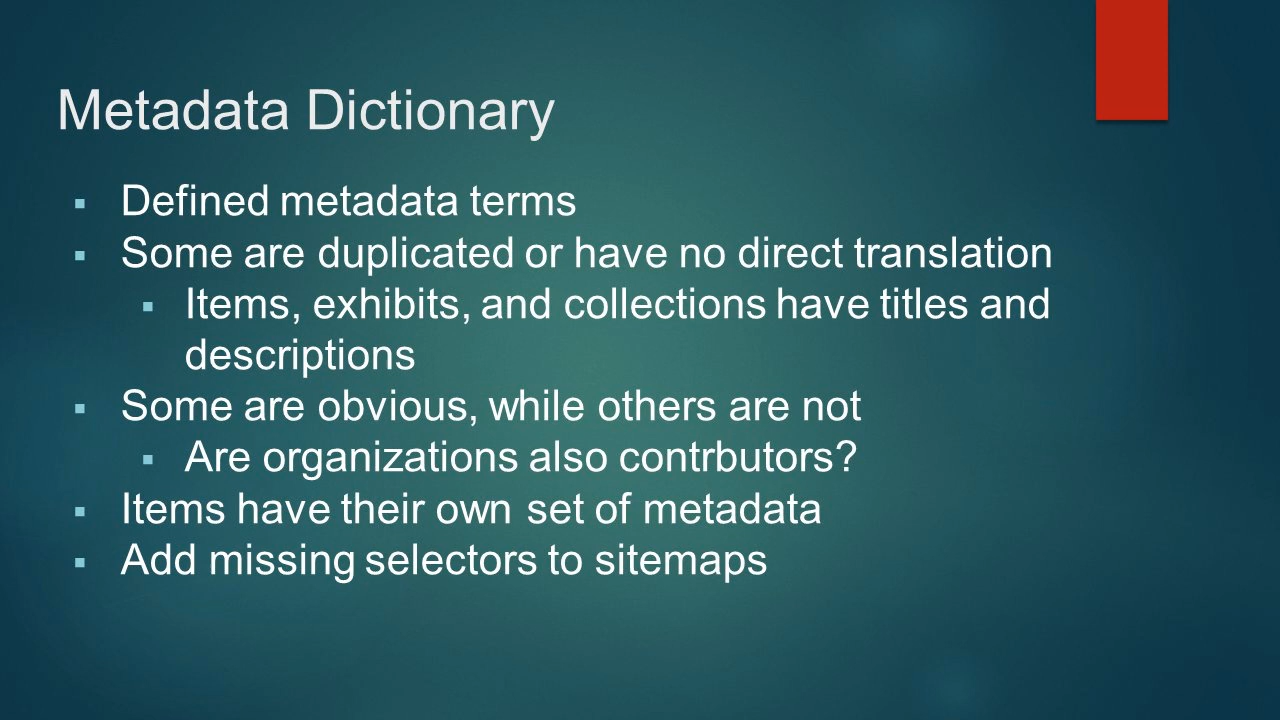 Metadata Dictionary
▪ Defined metadata terms
▪ Some are duplicated or have no direct translation
▪ Items, exhibits, and collections have titles and
descriptions
▪ Some are obvious, while others are not
▪ Are organizations also contrbutors?
▪ Items have their own set of metadata
▪ Add missing selectors to sitemaps